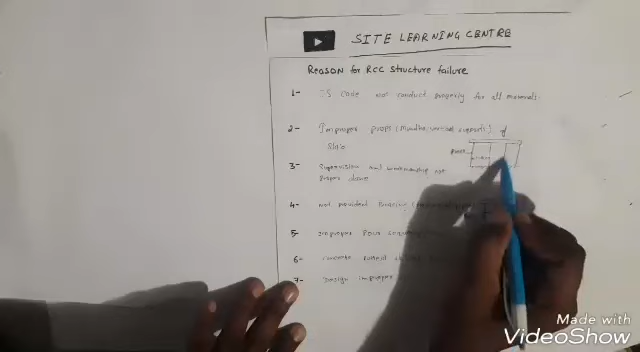 SITE LEARNING CENTRE
Reason for RCC structure failure
1- IS Code not conduct properly for all materials.
2- Improper props (Mundha, vertical supports) of
Slab
3- Supervision and workmanship not
proper done
4- not provided Bracing
5- Improper
6- concrete
7- Design improper
Made with
VideoShow